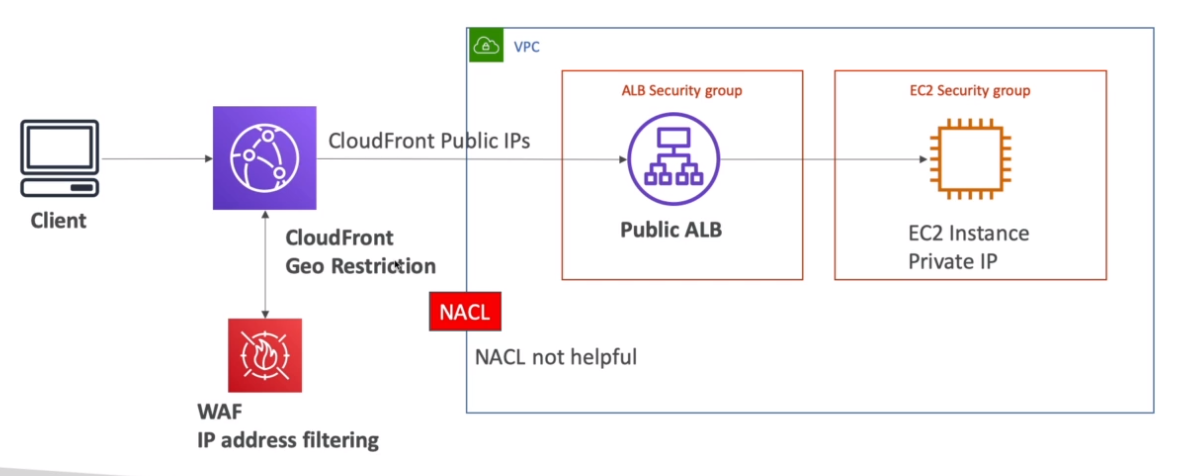 VPC
ALB Security group
EC2 Security group
CloudFront Public IPs
Client
Public ALB
EC2 Instance
Private IP
CloudFront
Geo Restriction
NACL
NACL not helpful
WAF
IP address filtering